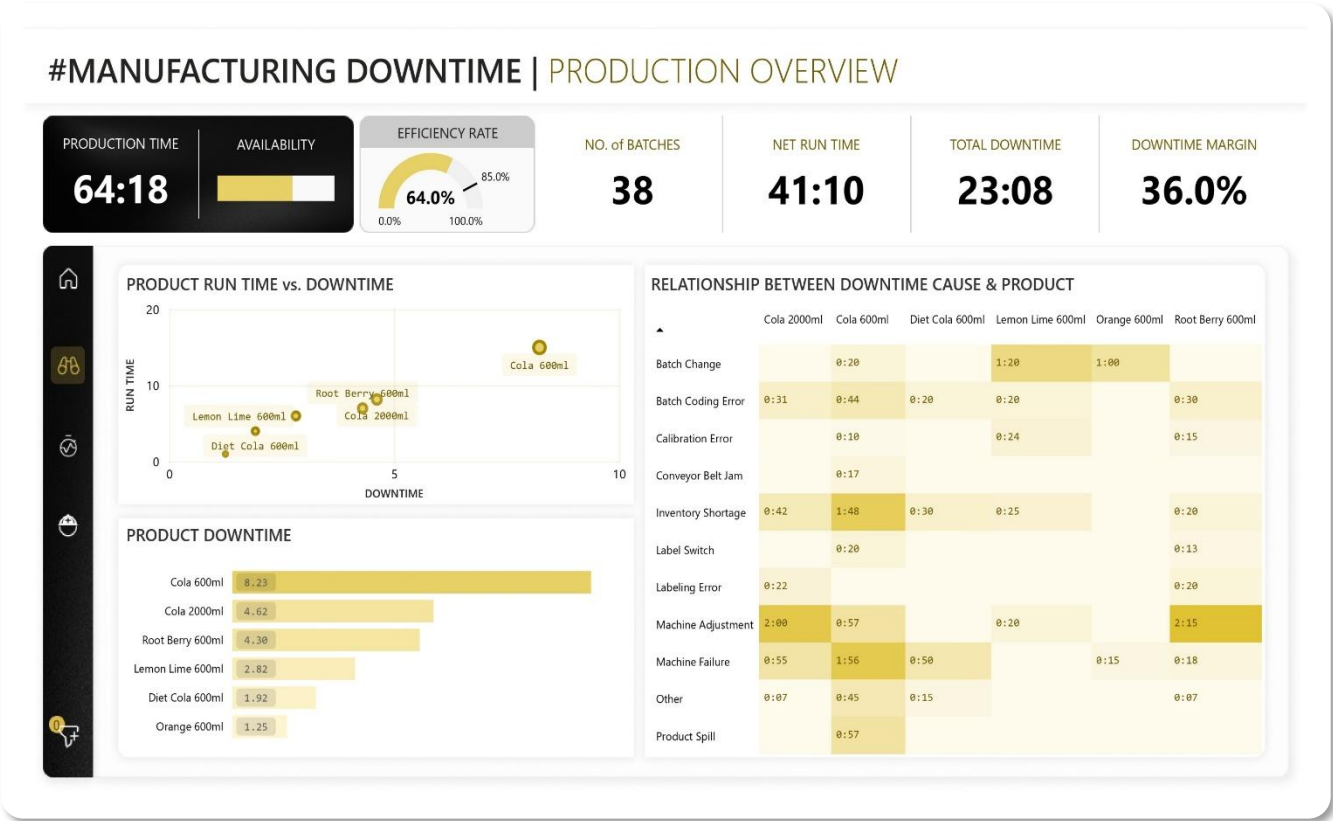 #MANUFACTURING DOWNTIME | PRODUCTION OVERVIEW
PRODUCTION TIME
64:18
AVAILABILITY
EFFICIENCY RATE
85.0%
64.0%
0.0% 100.0%
NO. of BATCHES
38
NET RUN TIME
41:10
TOTAL DOWNTIME
23:08
DOWNTIME MARGIN
36.0%
0
PRODUCT RUN TIME vs. DOWNTIME
20
10
0
RUN TIME
Cola 600ml
Root Berry 600ml
Lemon Lime 600ml
Cola 2000ml
Diet Cola 600ml
0 5 10
DOWNTIME
PRODUCT DOWNTIME
Cola 600ml 8.23
Cola 2000ml 4.62
Root Berry 600ml 4.30
Lemon Lime 600ml 2.82
Diet Cola 600ml 1.92
Orange 600ml 1.25
RELATIONSHIP BETWEEN DOWNTIME CAUSE & PRODUCT
Cola 2000ml Cola 600ml Diet Cola 600ml Lemon Lime 600ml Orange 600ml Root Berry 600ml
Batch Change 0:20 1:20 1:00
Batch Coding Error 0:31 0:44 0:20 0:20 0:30
Calibration Error 0:10 0:24 0:15
Conveyor Belt Jam 0:17
Inventory Shortage 0:42 1:48 0:30 0:25 0:20
Label Switch 0:20 0:13
Labeling Error 0:22 0:20
Machine Adjustment 2:00 0:57 0:20 2:15
Machine Failure 0:55 1:56 0:50 0:15 0:18
Other 0:07 0:45 0:15 0:07
Product Spill 0:57